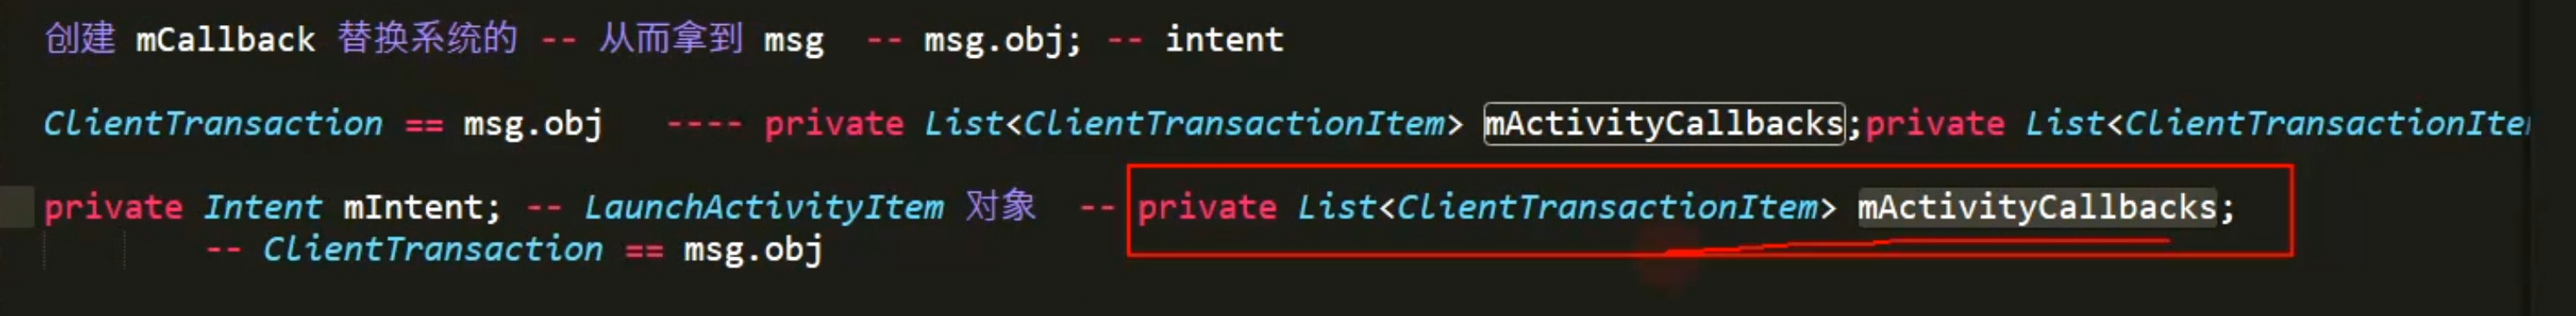 创建 mCallback 替换系统的 -- 从而拿到 msg -- msg.obj; -- intent
ClientTransaction == msg.obj ---- private List<ClientTransactionItem> mActivityCallbacks;private List<ClientTransactionIte
private Intent mIntent; -- LaunchActivityItem 对象 -- private List<ClientTransactionItem> mActivityCallbacks;
-- ClientTransaction == msg.obj